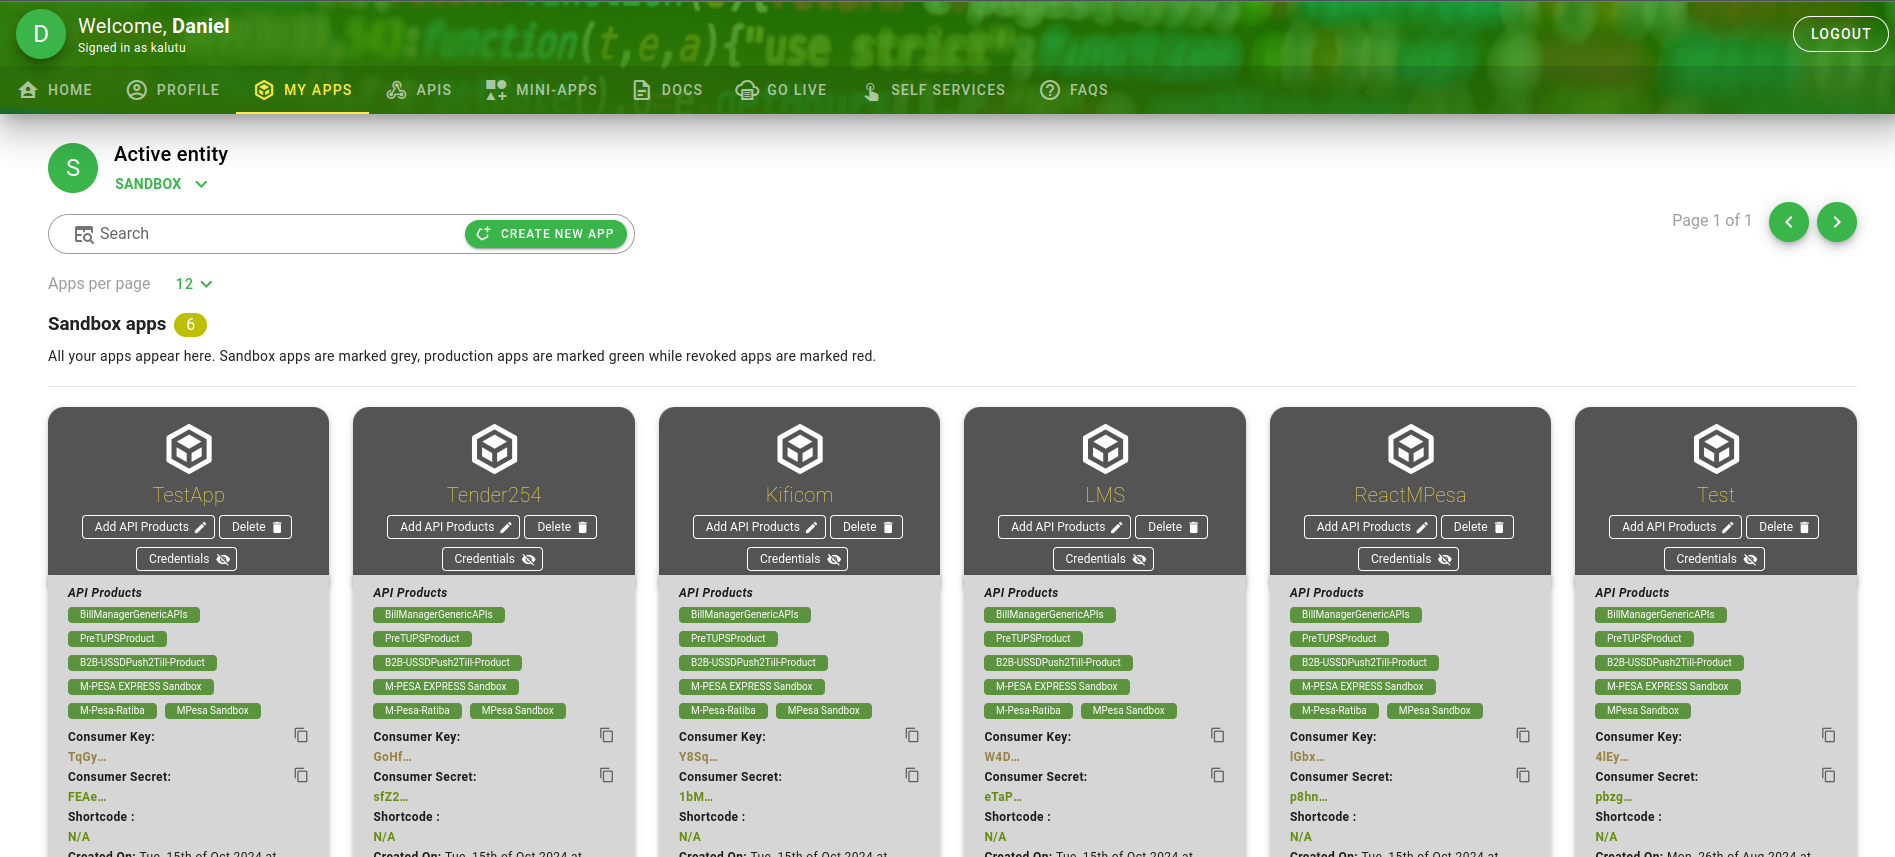 D
Welcome, Daniel
Signed in as kalutu
function(t,e,a){"use strict"
LOGOUT
HOME PROFILE MY APPS APIS MINI-APPS DOCS GO LIVE SELF SERVICES FAQS
S
Active entity
SANDBOX
Search
CREATE NEW APP
Page 1 of 1
Apps per page 12
Sandbox apps 6
All your apps appear here. Sandbox apps are marked grey, production apps are marked green while revoked apps are marked red.
TestApp
Add API Products Delete
Credentials
API Products
BillManagerGenericAPIs
PreTUPSProduct
B2B-USSDPush2Till-Product
M-PESA EXPRESS Sandbox
M-Pesa-Ratiba MPesa Sandbox
Consumer Key:
TqGy...
Consumer Secret:
FEAe...
Shortcode :
N/A
Created On: Tue, 15th of Oct 2024 at
Tender254
Add API Products Delete
Credentials
API Products
BillManagerGenericAPIs
PreTUPSProduct
B2B-USSDPush2Till-Product
M-PESA EXPRESS Sandbox
M-Pesa-Ratiba MPesa Sandbox
Consumer Key:
GoHf...
Consumer Secret:
sfZ2...
Shortcode :
N/A
Created On: Tue, 15th of Oct 2024 at
Kificom
Add API Products Delete
Credentials
API Products
BillManagerGenericAPIs
PreTUPSProduct
B2B-USSDPush2Till-Product
M-PESA EXPRESS Sandbox
M-Pesa-Ratiba MPesa Sandbox
Consumer Key:
Y8Sq...
Consumer Secret:
1bM...
Shortcode :
N/A
Created On: Tue, 15th of Oct 2024 at
LMS
Add API Products Delete
Credentials
API Products
BillManagerGenericAPIs
PreTUPSProduct
B2B-USSDPush2Till-Product
M-PESA EXPRESS Sandbox
M-Pesa-Ratiba MPesa Sandbox
Consumer Key:
W4D...
Consumer Secret:
eTaP...
Shortcode :
N/A
Created On: Tue, 15th of Oct 2024 at
ReactMPesa
Add API Products Delete
Credentials
API Products
BillManagerGenericAPIs
PreTUPSProduct
B2B-USSDPush2Till-Product
M-PESA EXPRESS Sandbox
M-Pesa-Ratiba MPesa Sandbox
Consumer Key:
lGbx...
Consumer Secret:
p8hn...
Shortcode :
N/A
Created On: Tue, 15th of Oct 2024 at
Test
Add API Products Delete
Credentials
API Products
BillManagerGenericAPIs
PreTUPSProduct
B2B-USSDPush2Till-Product
M-PESA EXPRESS Sandbox
MPesa Sandbox
Consumer Key:
4lEy...
Consumer Secret:
pbzg...
Shortcode :
N/A
Created On: Mon, 26th of Aug 2024 at